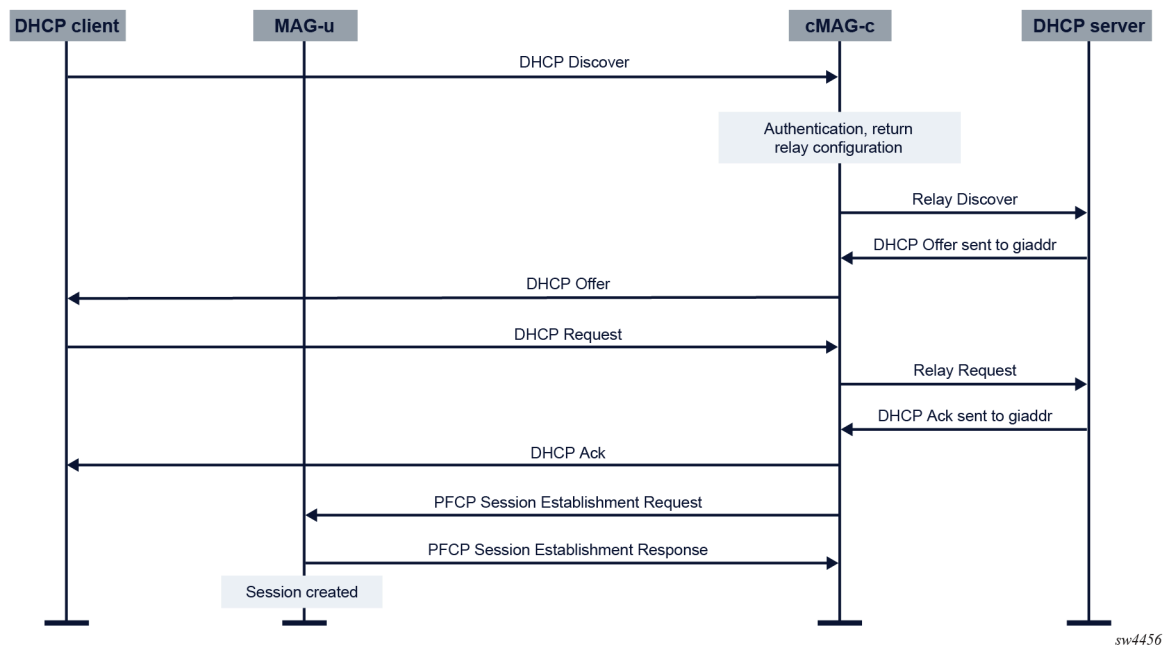 DHCP client
MAG-u
cMAG-c
DHCP server
DHCP Discover
Authentication, return
relay configuration
Relay Discover
DHCP Offer sent to giaddr
DHCP Offer
DHCP Request
Relay Request
DHCP Ack sent to giaddr
DHCP Ack
PFCP Session Establishment Request
PFCP Session Establishment Response
Session created
sw4456